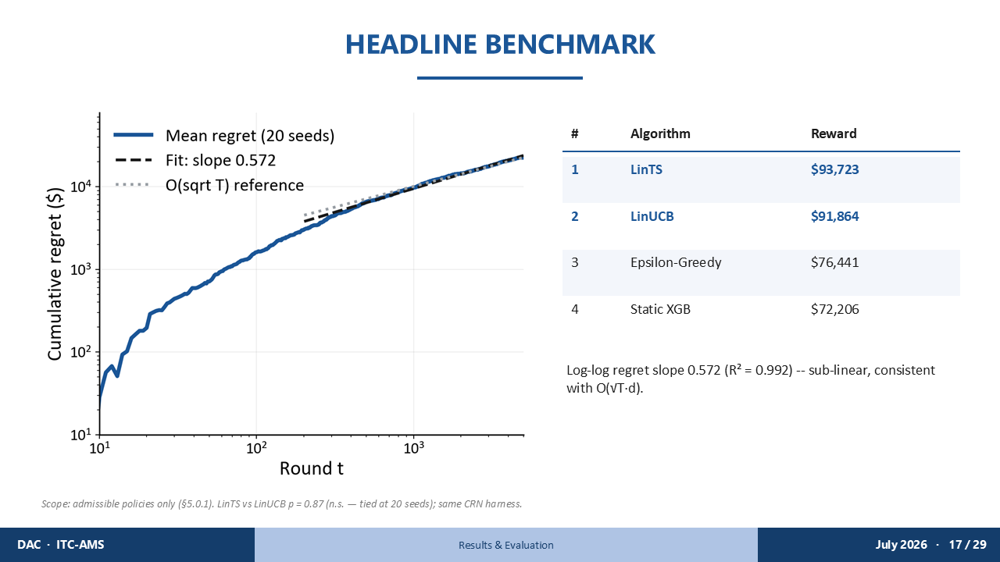 HEADLINE BENCHMARK
Mean regret (20 seeds)
Fit: slope 0.572
O(sqrt T) reference
Cumulative regret ($)
10⁴
10³
10²
10¹
10¹ 10² 10³
Round t
# Algorithm Reward
1 LinTS $93,723
2 LinUCB $91,864
3 Epsilon-Greedy $76,441
4 Static XGB $72,206
Log-log regret slope 0.572 (R² = 0.992) -- sub-linear, consistent
with O(√T·d).
Scope: admissible policies only (§5.0.1). LinTS vs LinUCB p = 0.87 (n.s. — tied at 20 seeds); same CRN harness.
DAC · ITC-AMS
Results & Evaluation
July 2026 · 17 / 29